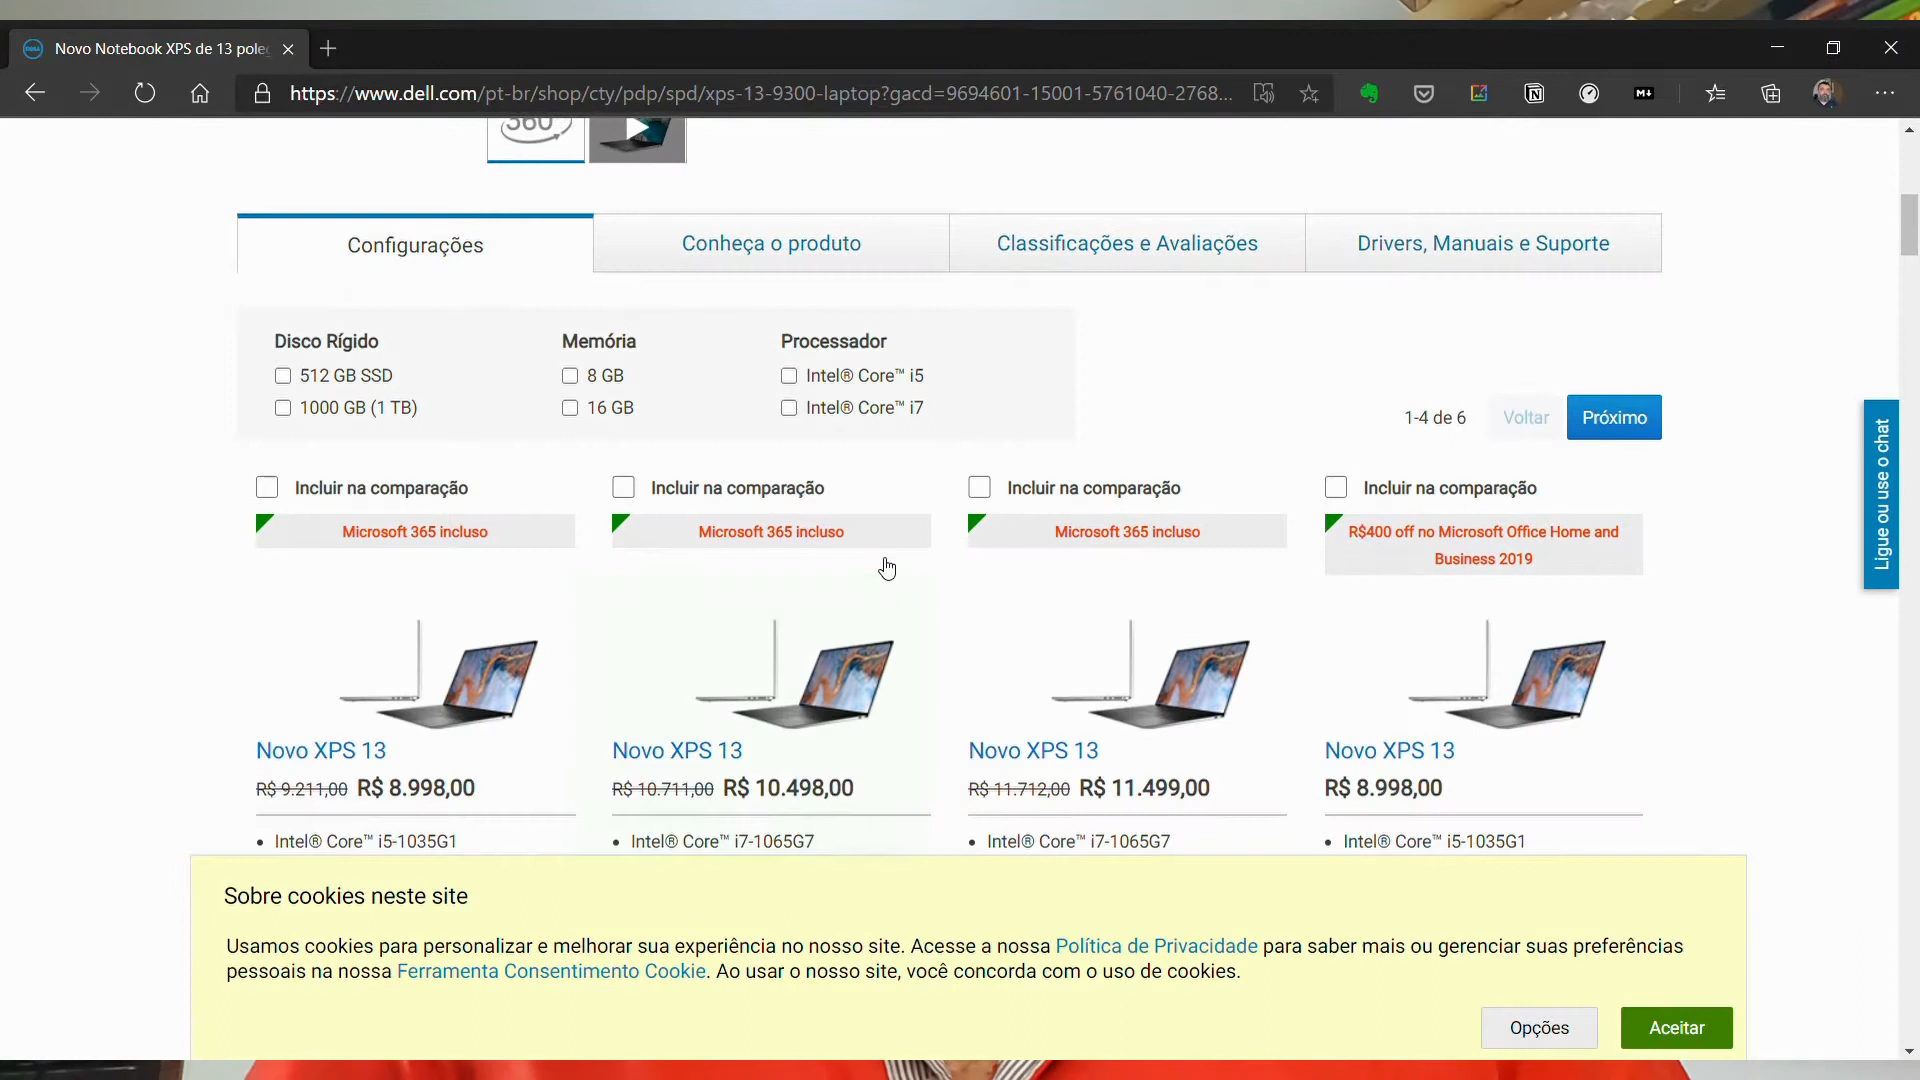 Novo Notebook XPS de 13 pole
https://www.dell.com/pt-br/shop/cty/pdp/spd/xps-13-9300-laptop?gacd=9694601-15001-5761040-2768...
360°
Configurações
Conheça o produto
Classificações e Avaliações
Drivers, Manuais e Suporte
Disco Rígido
Memória
Processador
512 GB SSD
8 GB
Intel® Core™ i5
1000 GB (1 TB)
16 GB
Intel® Core™ i7
1-4 de 6
Voltar
Próximo
Ligue ou use o chat
Incluir na comparação
Incluir na comparação
Incluir na comparação
Incluir na comparação
Microsoft 365 incluso
Microsoft 365 incluso
Microsoft 365 incluso
R$400 off no Microsoft Office Home and
Business 2019
Novo XPS 13
Novo XPS 13
Novo XPS 13
Novo XPS 13
R$ 9.211,00 R$ 8.998,00
R$ 10.711,00 R$ 10.498,00
R$ 11.712,00 R$ 11.499,00
R$ 8.998,00
• Intel® Core™ i5-1035G1
• Intel® Core™ i7-1065G7
• Intel® Core™ i7-1065G7
• Intel® Core™ i5-1035G1
Sobre cookies neste site
Usamos cookies para personalizar e melhorar sua experiência no nosso site. Acesse a nossa Política de Privacidade para saber mais ou gerenciar suas preferências
pessoais na nossa Ferramenta Consentimento Cookie. Ao usar o nosso site, você concorda com o uso de cookies.
Opções
Aceitar